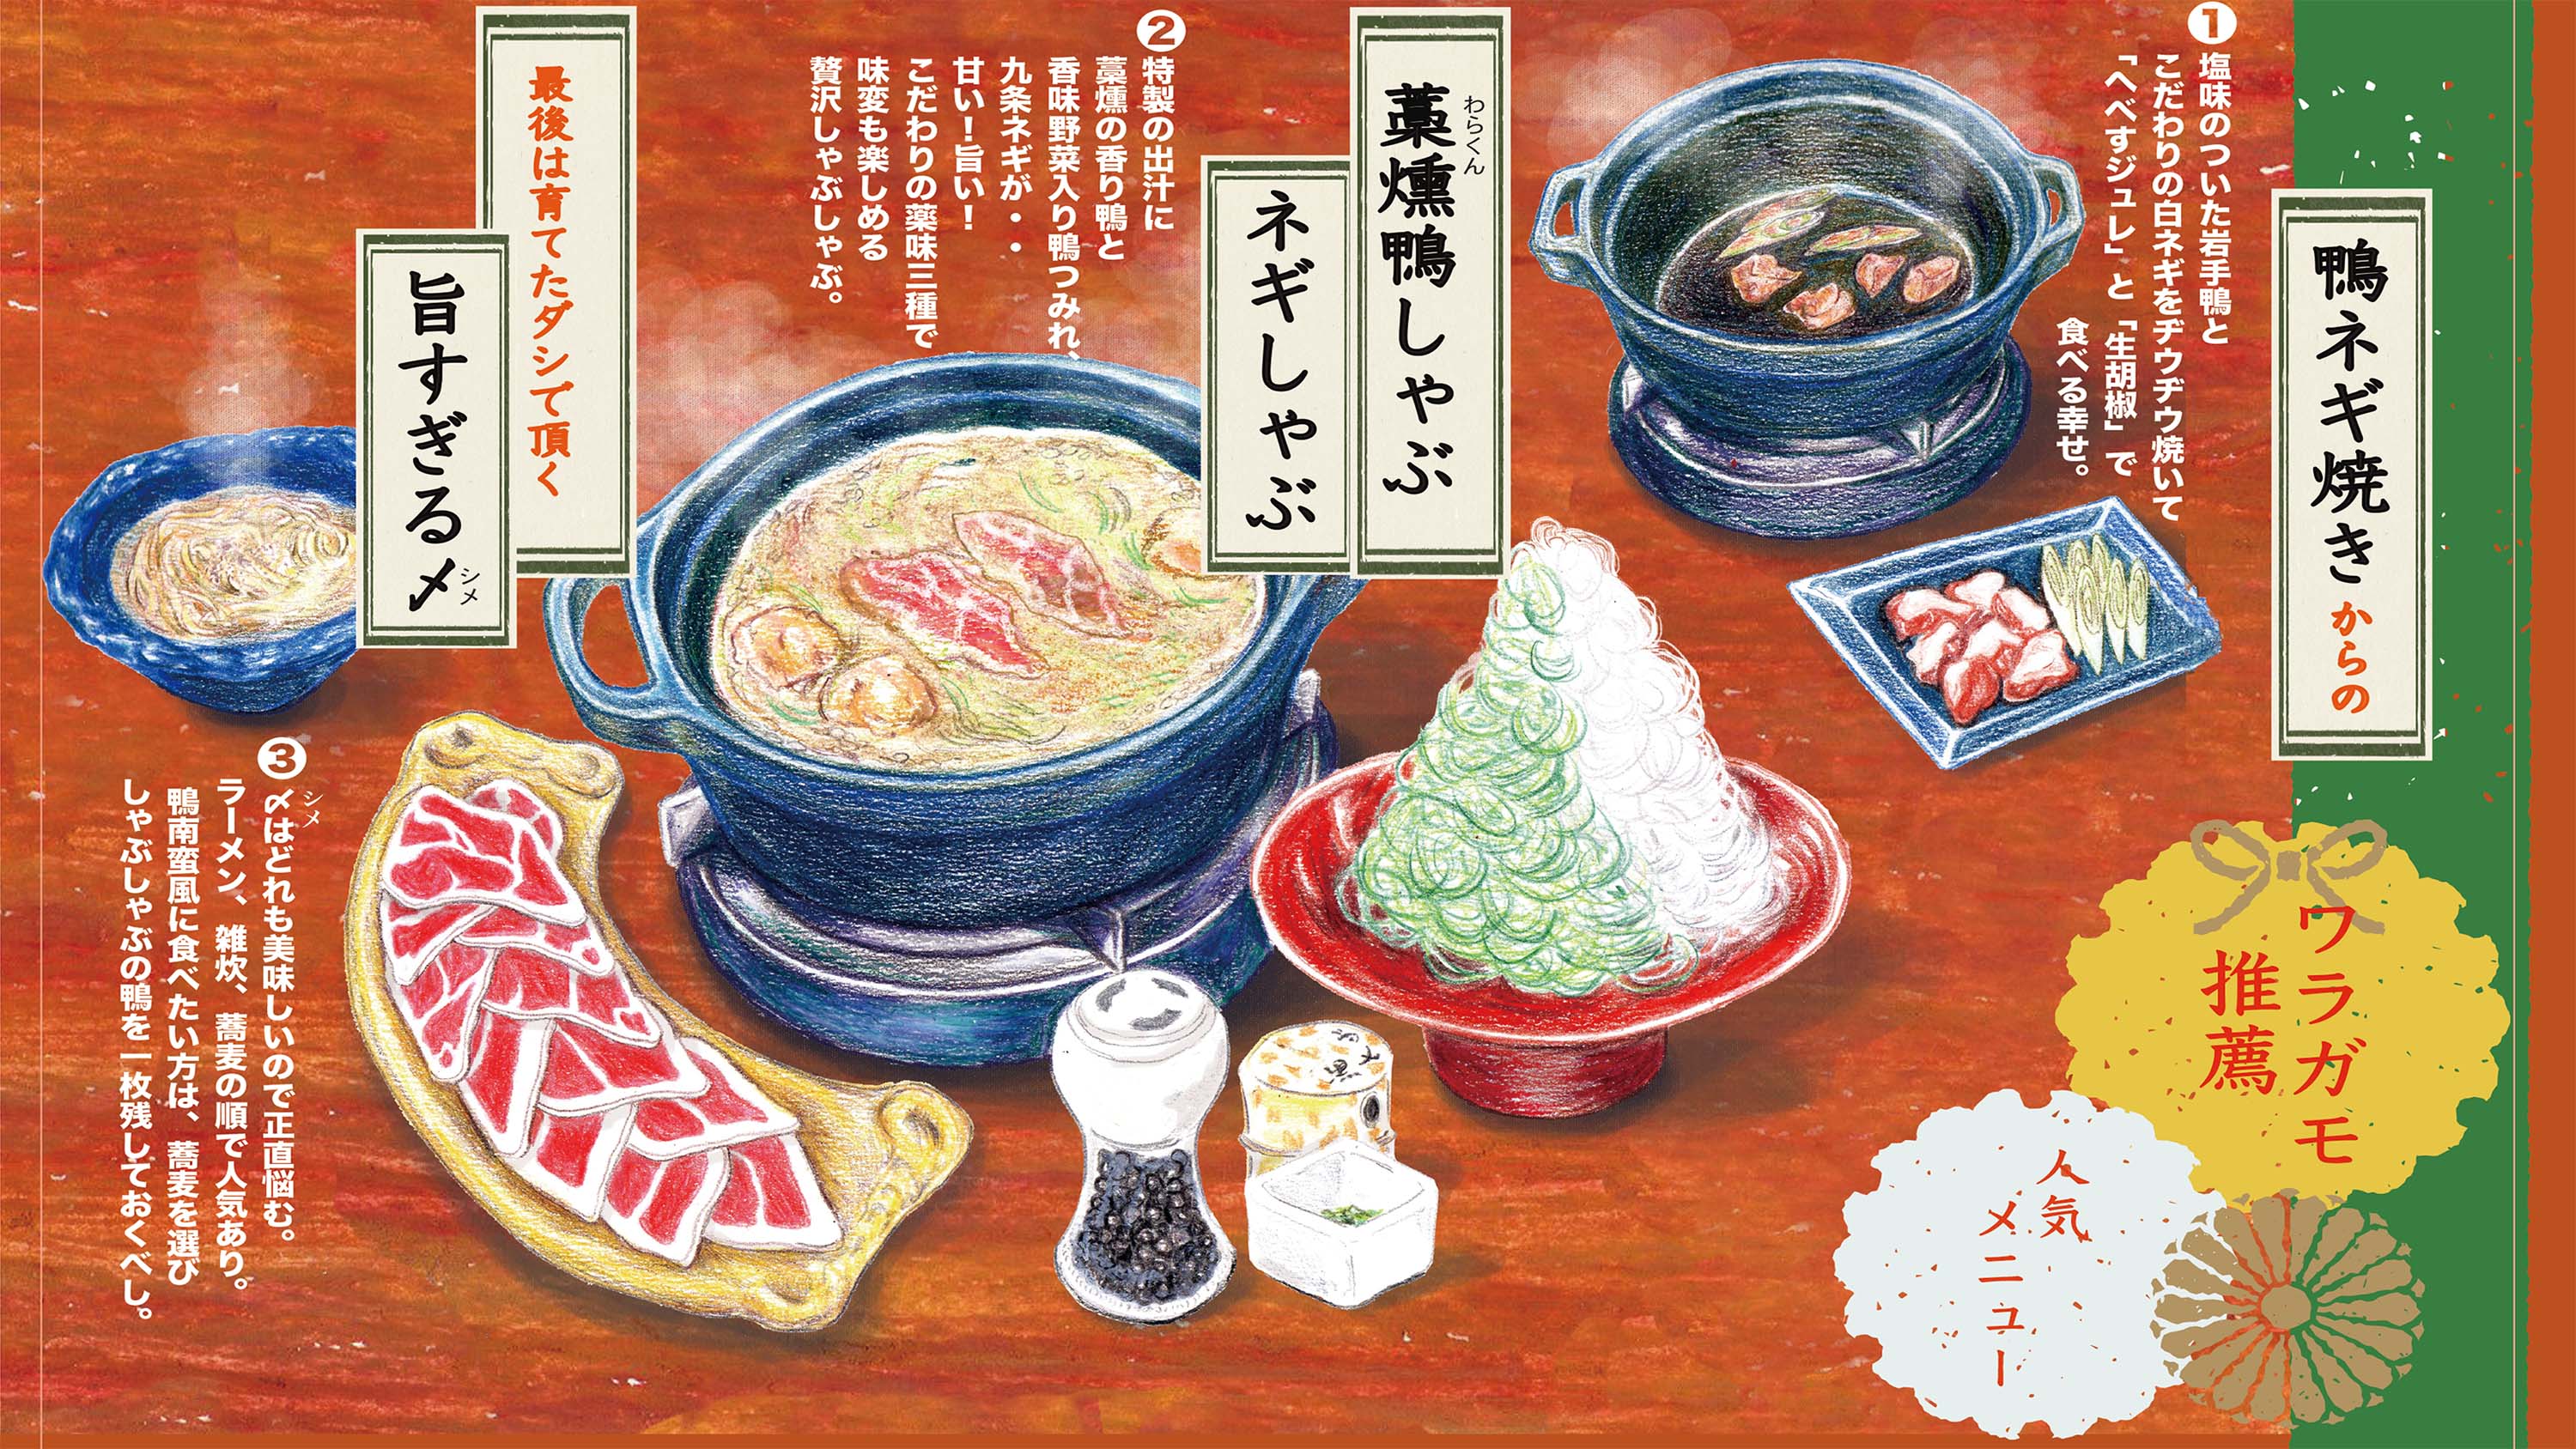 鴨ネギ焼きからの
❶
塩味のついた岩手鴨と
こだわりの白ネギをヂウヂウ焼いて
「へべすジュレ」と「生胡椒」で
食べる幸せ。
わらくん
藁燻鴨しゃぶ
ネギしゃぶ
❷
特製の出汁に
藁燻の香り鴨と
香味野菜入り鴨つみれ、
九条ネギが・・
甘い！旨い！
こだわりの薬味三種で
味変も楽しめる
贅沢しゃぶしゃぶ。
最後は育てたダシで頂く
旨すぎる〆
シメ
❸
シメ
〆はどれも美味しいので正直悩む。
ラーメン、雑炊、蕎麦の順で人気あり。
鴨南蛮風に食べたい方は、蕎麦を選び
しゃぶしゃぶの鴨を一枚残しておくべし。
ワラガモ
推薦
人気
メニュー